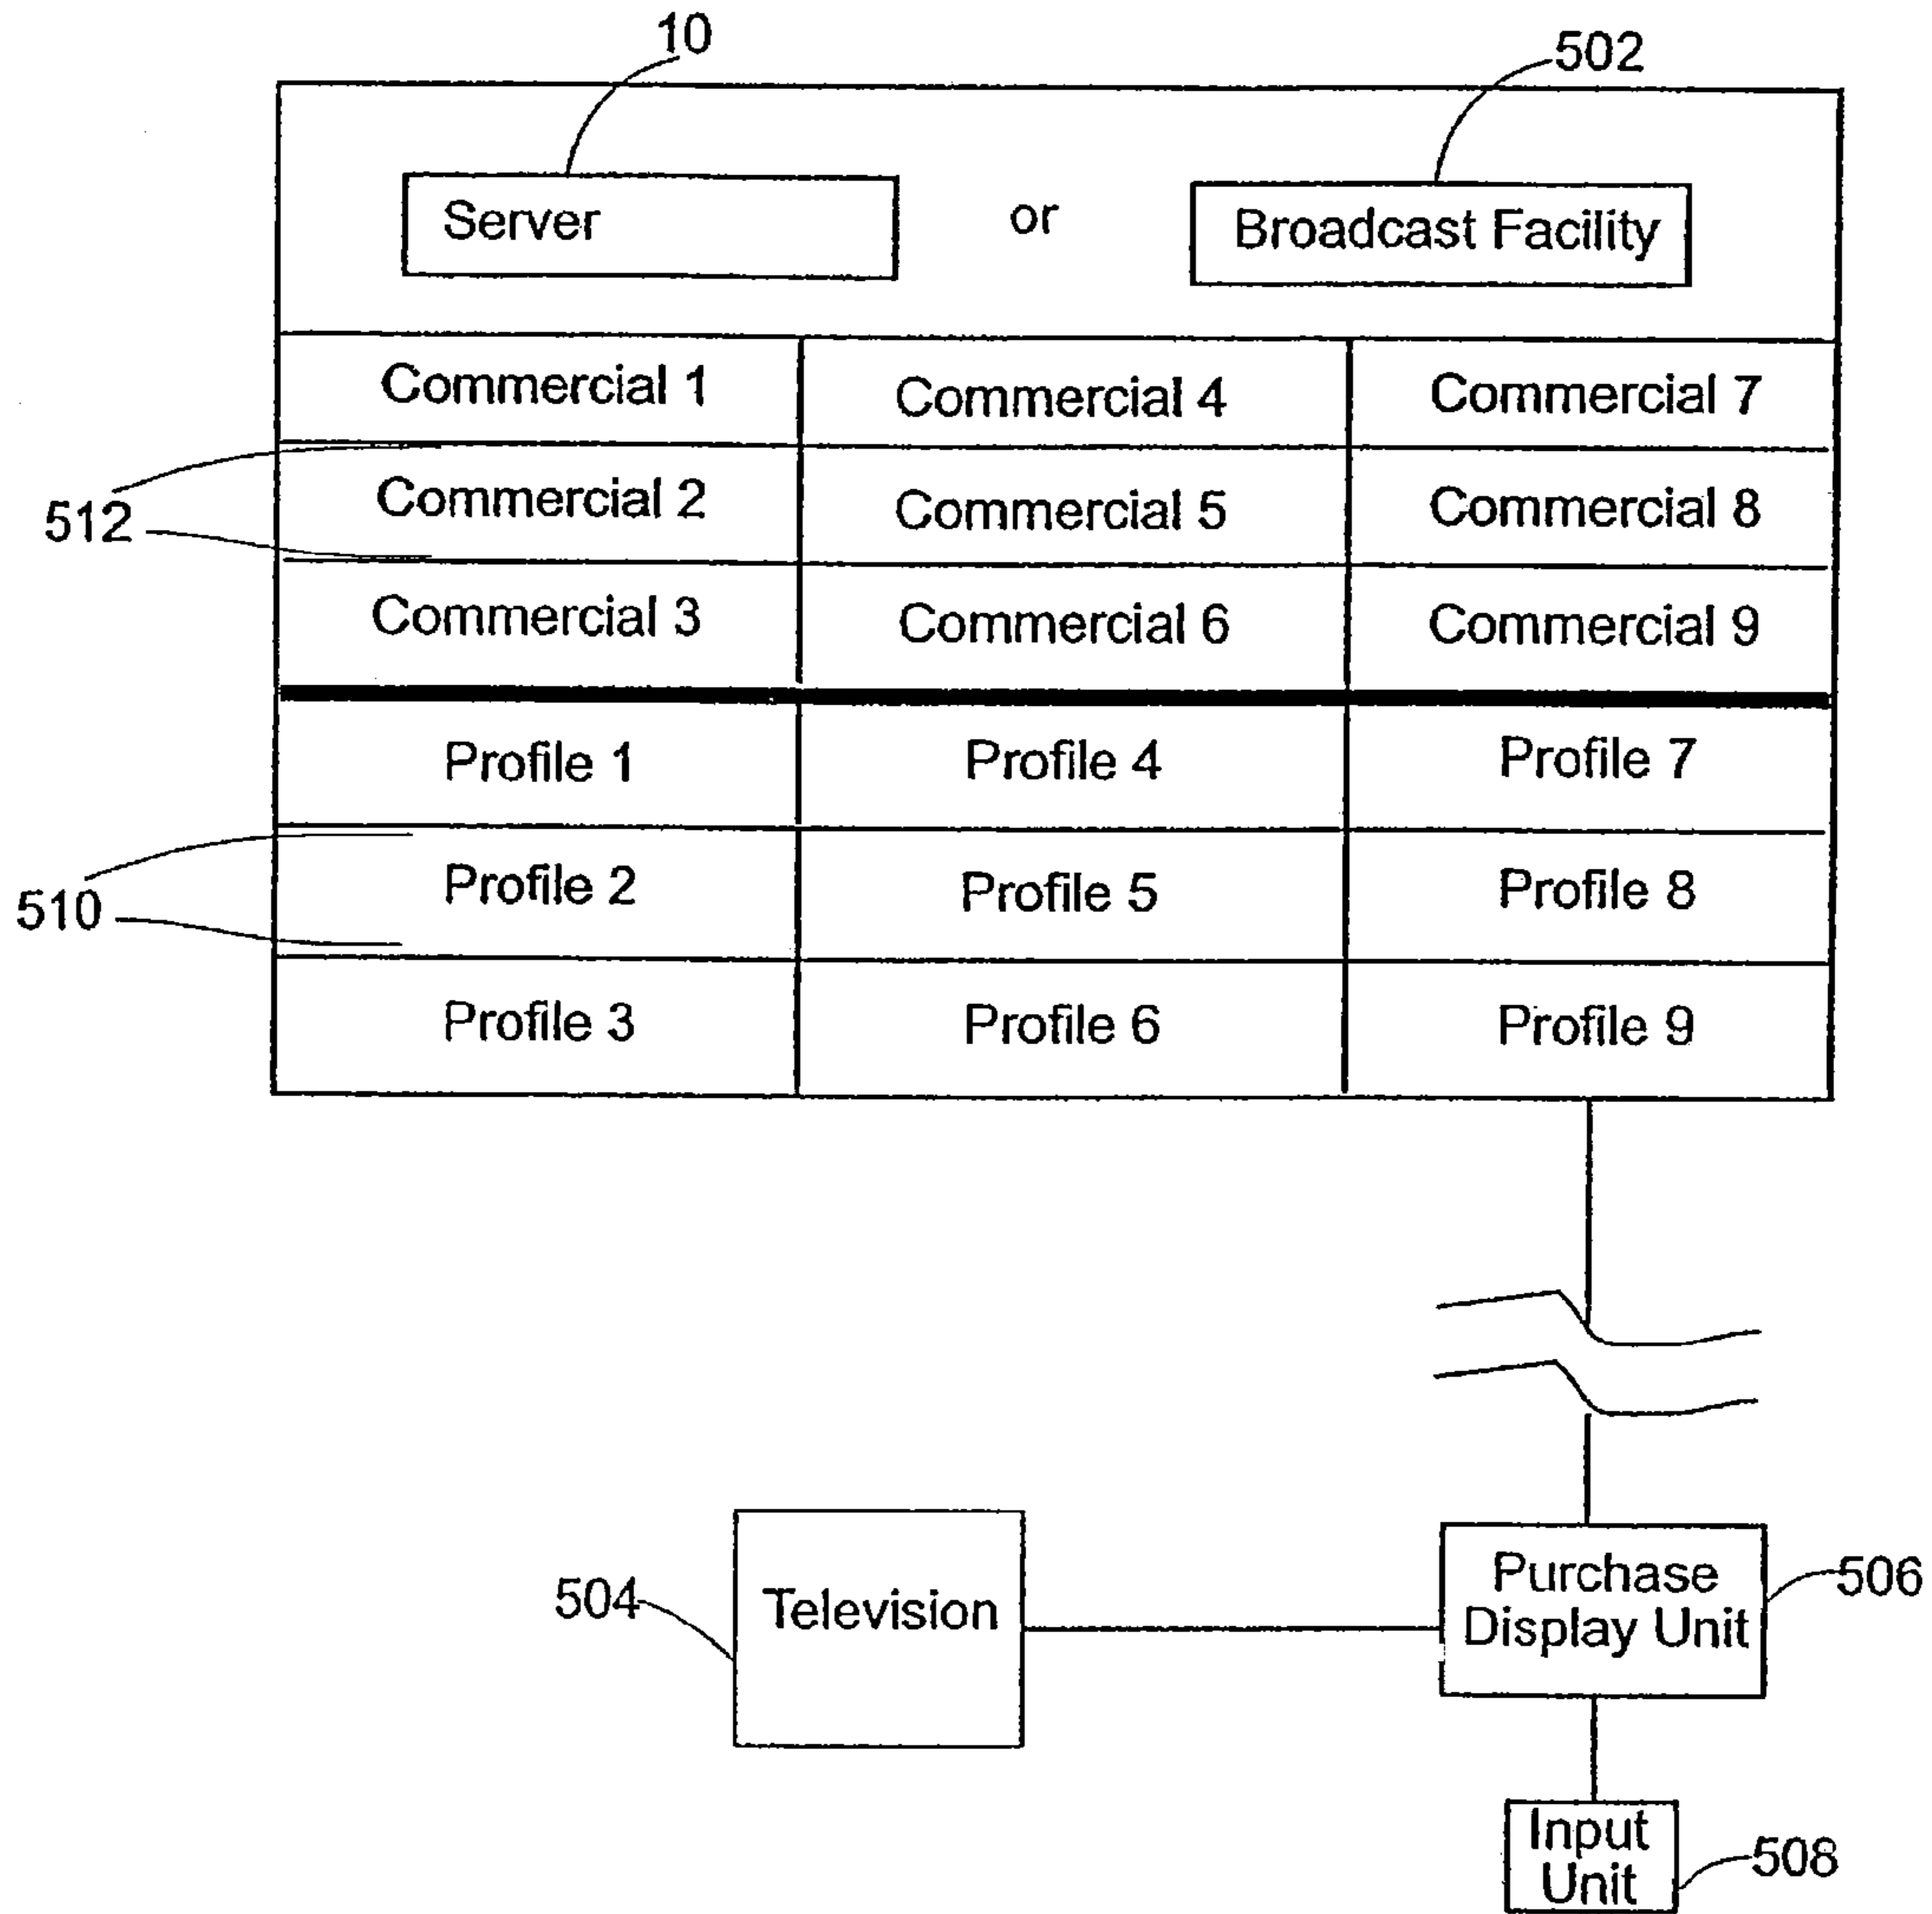 10
502
Server
or
Broadcast Facility
Commercial 1
Commercial 4
Commercial 7
512
Commercial 2
Commercial 5
Commercial 8
Commercial 3
Commercial 6
Commercial 9
Profile 1
Profile 4
Profile 7
510
Profile 2
Profile 5
Profile 8
Profile 3
Profile 6
Profile 9
504
Television
Purchase
Display Unit
506
Input
Unit
508